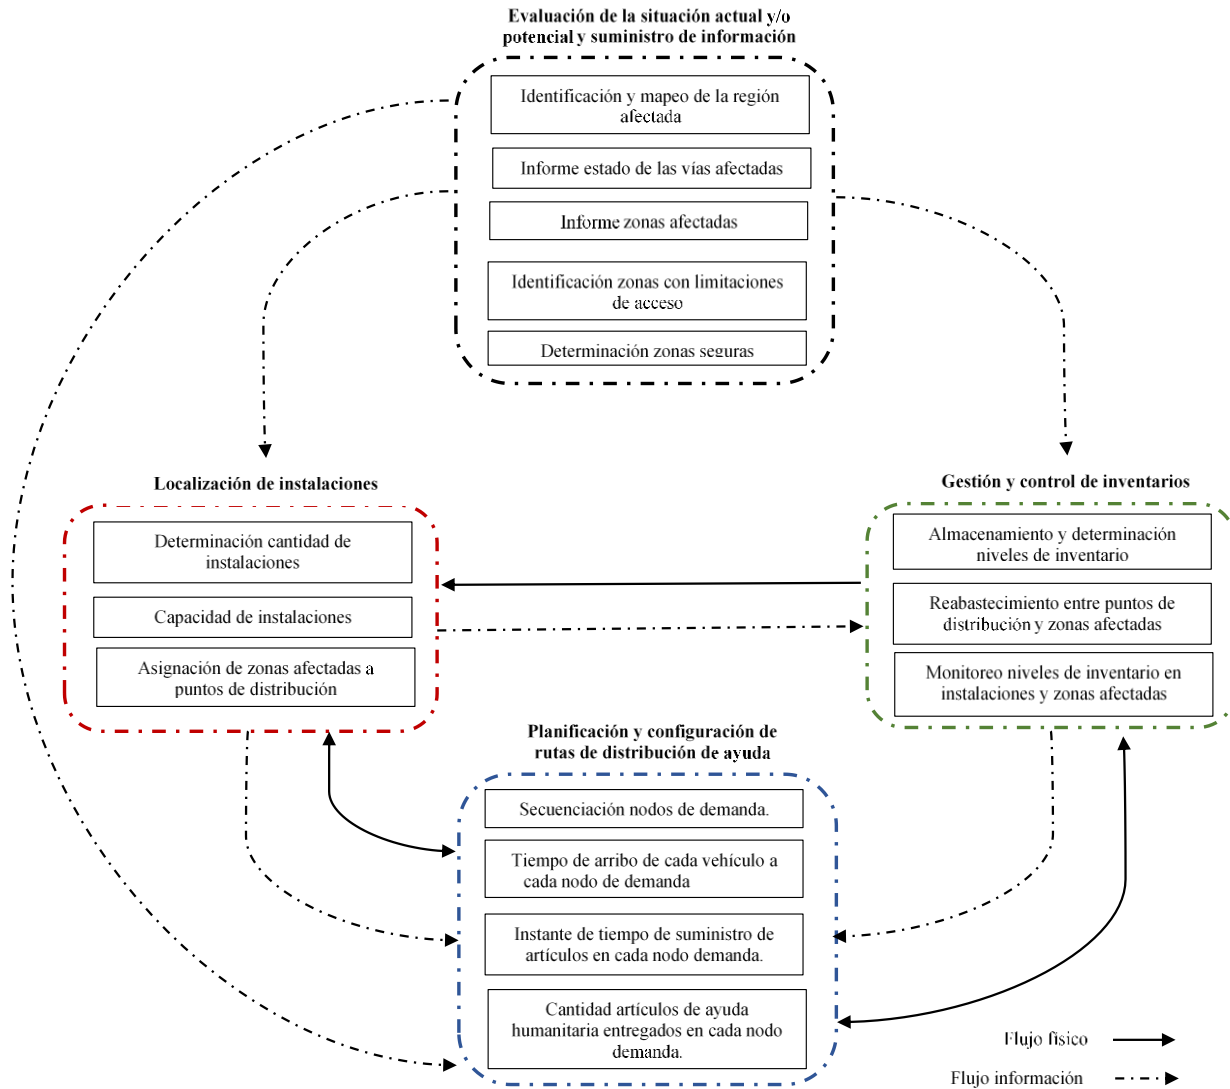 Evaluación de la situación actual y/o
potencial y suministro de información
Identificación y mapeo de la región
afectada
Informe estado de las vías afectadas
Informe zonas afectadas
Identificación zonas con limitaciones
de acceso
Determinación zonas seguras
Localización de instalaciones
Determinación cantidad de
instalaciones
Capacidad de instalaciones
Asignación de zonas afectadas a
puntos de distribución
Gestión y control de inventarios
Almacenamiento y determinación
niveles de inventario
Reabastecimiento entre puntos de
distribución y zonas afectadas
Monitoreo niveles de inventario en
instalaciones y zonas afectadas
Planificación y configuración de
rutas de distribución de ayuda
Secuenciación nodos de demanda.
Tiempo de arribo de cada vehículo a
cada nodo de demanda
Instante de tiempo de suministro de
artículos en cada nodo demanda.
Cantidad artículos de ayuda
humanitaria entregados en cada nodo
demanda.
Flujo físico
Flujo información